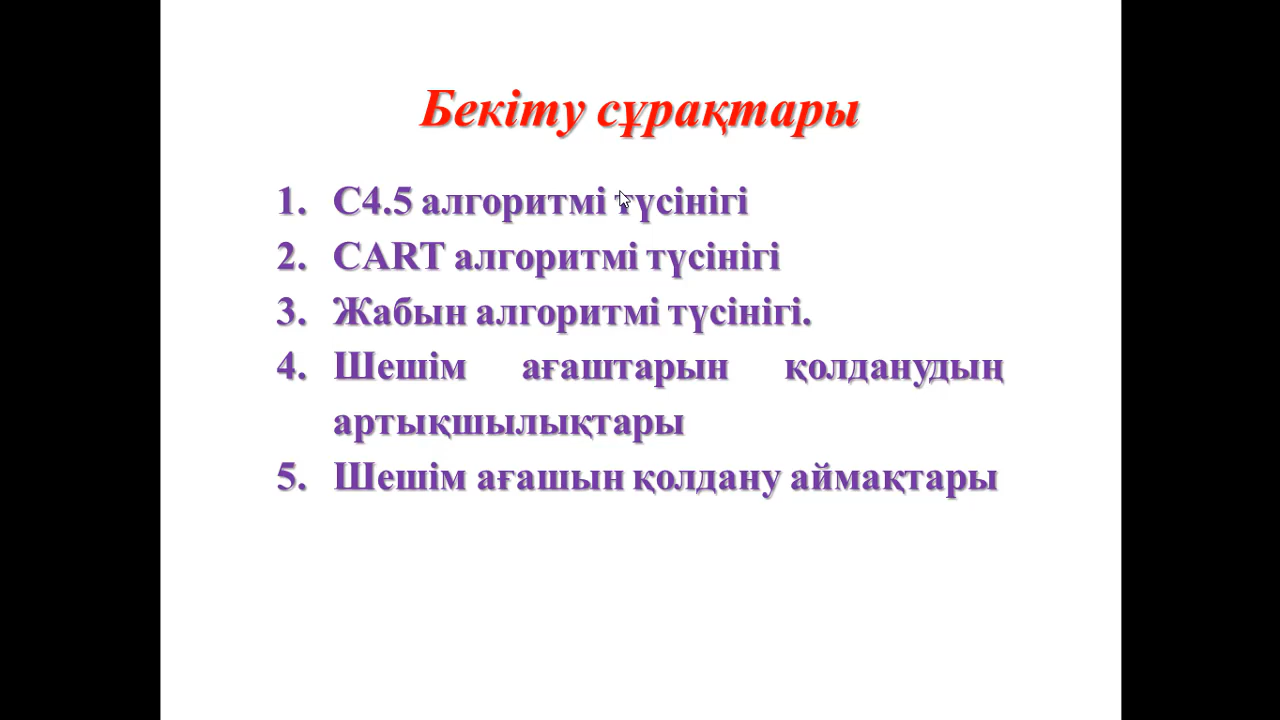 Бекіту сұрақтары
1. С4.5 алгоритмі түсінігі
2. CART алгоритмі түсінігі
3. Жабын алгоритмі түсінігі.
4. Шешім ағаштарын қолданудың
артықшылықтары
5. Шешім ағашын қолдану аймақтары